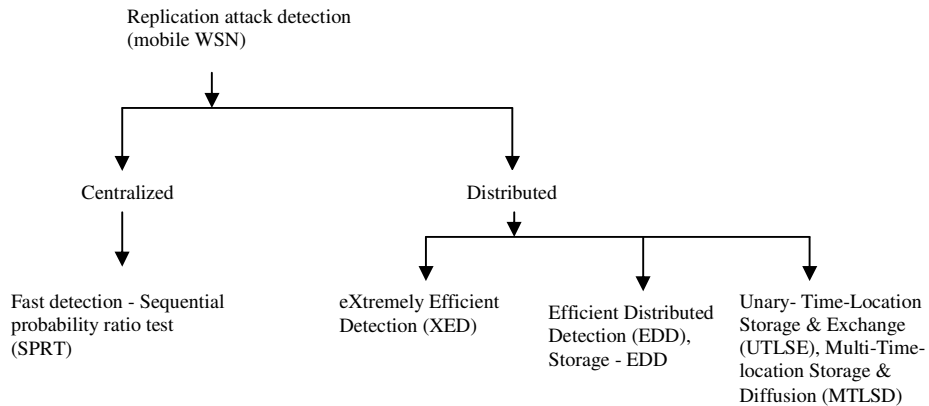 Replication attack detection
(mobile WSN)
Centralized
Distributed
Fast detection - Sequential
probability ratio test
(SPRT)
eXtremely Efficient
Detection (XED)
Efficient Distributed
Detection (EDD),
Storage - EDD
Unary- Time-Location
Storage & Exchange
(UTLSE), Multi-Time-
location Storage &
Diffusion (MTLSD)